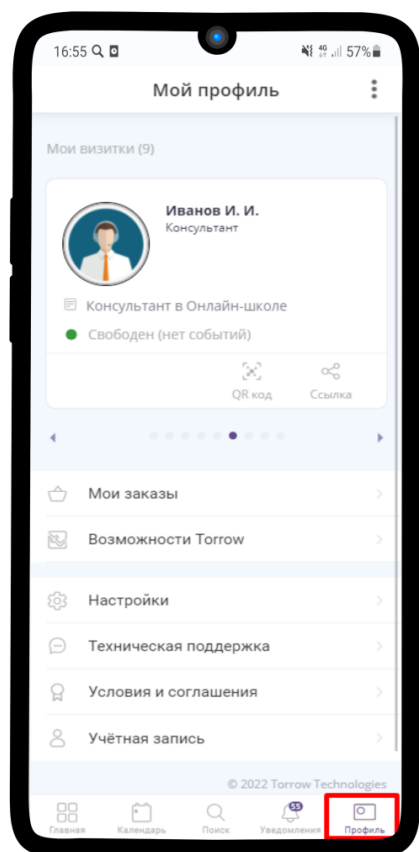 16:55 4G 57%
Мой профиль
Мои визитки (9)
Иванов И. И.
Консультант
Консультант в Онлайн-школе
Свободен (нет событий)
QR код Ссылка
Мои заказы
Возможности Torrow
Настройки
Техническая поддержка
Условия и соглашения
Учётная запись
© 2022 Torrow Technologies
55
Главная Календарь Поиск Уведомления Профиль